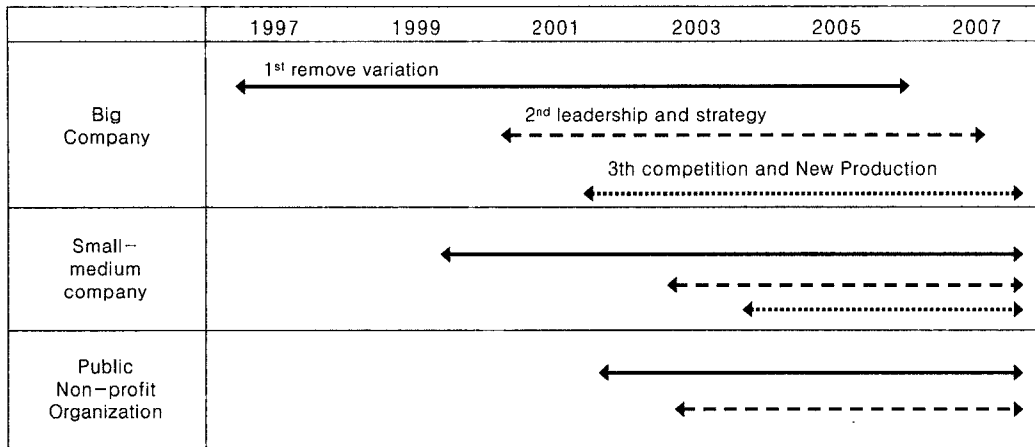 1997 1999 2001 2003 2005 2007
Big
Company
1st remove variation
2nd leadership and strategy
3th competition and New Production
Small-
medium
company
Public
Non-profit
Organization